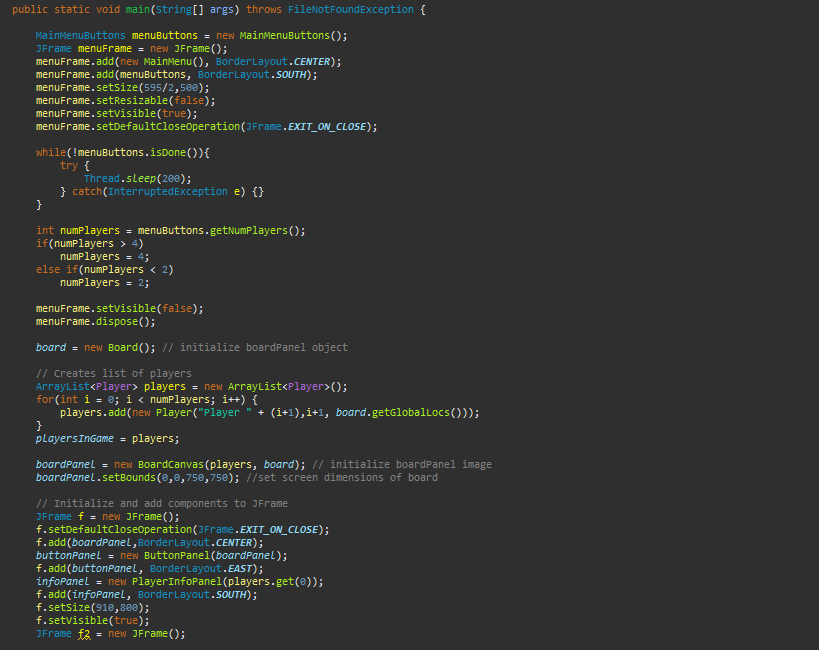 public static void main(String[] args) throws FileNotFoundException {
MainMenuButtons menuButtons = new MainMenuButtons();
JFrame menuFrame = new JFrame();
menuFrame.add(new MainMenu(), BorderLayout.CENTER);
menuFrame.add(menuButtons, BorderLayout.SOUTH);
menuFrame.setSize(595/2,500);
menuFrame.setResizable(false);
menuFrame.setVisible(true);
menuFrame.setDefaultCloseOperation(JFrame.EXIT_ON_CLOSE);
while(!menuButtons.isDone()){
try {
Thread.sleep(200);
} catch(InterruptedException e) {}
}
int numPlayers = menuButtons.getNumPlayers();
if(numPlayers > 4)
numPlayers = 4;
else if(numPlayers < 2)
numPlayers = 2;
menuFrame.setVisible(false);
menuFrame.dispose();
board = new Board(); // initialize boardPanel object
// Creates list of players
ArrayList<Player> players = new ArrayList<Player>();
for(int i = 0; i < numPlayers; i++) {
players.add(new Player("Player " + (i+1),i+1, board.getGlobalLocs()));
}
playersInGame = players;
boardPanel = new BoardCanvas(players, board); // initialize boardPanel image
boardPanel.setBounds(0,0,750,750); //set screen dimensions of board
// Initialize and add components to JFrame
JFrame f = new JFrame();
f.setDefaultCloseOperation(JFrame.EXIT_ON_CLOSE);
f.add(boardPanel,BorderLayout.CENTER);
buttonPanel = new ButtonPanel(boardPanel);
f.add(buttonPanel, BorderLayout.EAST);
infoPanel = new PlayerInfoPanel(players.get(0));
f.add(infoPanel, BorderLayout.SOUTH);
f.setSize(910,800);
f.setVisible(true);
JFrame f2 = new JFrame();